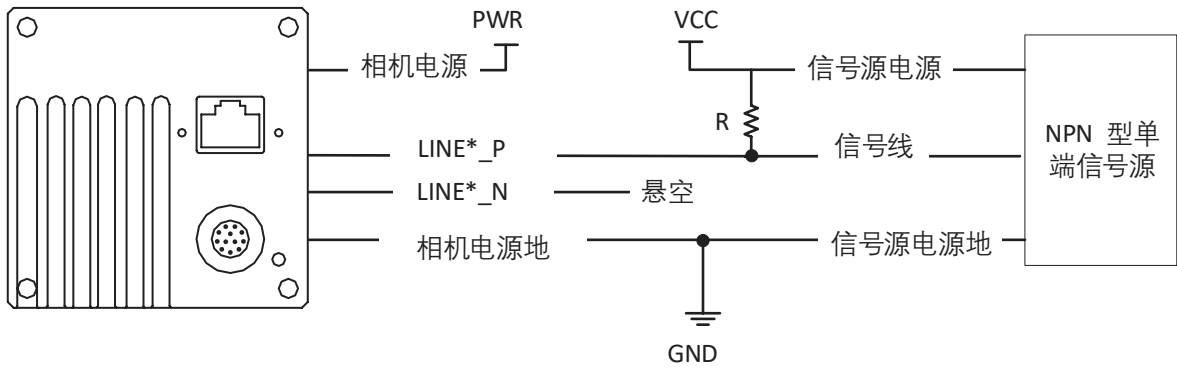 PWR
VCC
相机电源
信号源电源
R
NPN 型单
端信号源
LINE*_P
信号线
LINE*_N
悬空
相机电源地
信号源电源地
GND